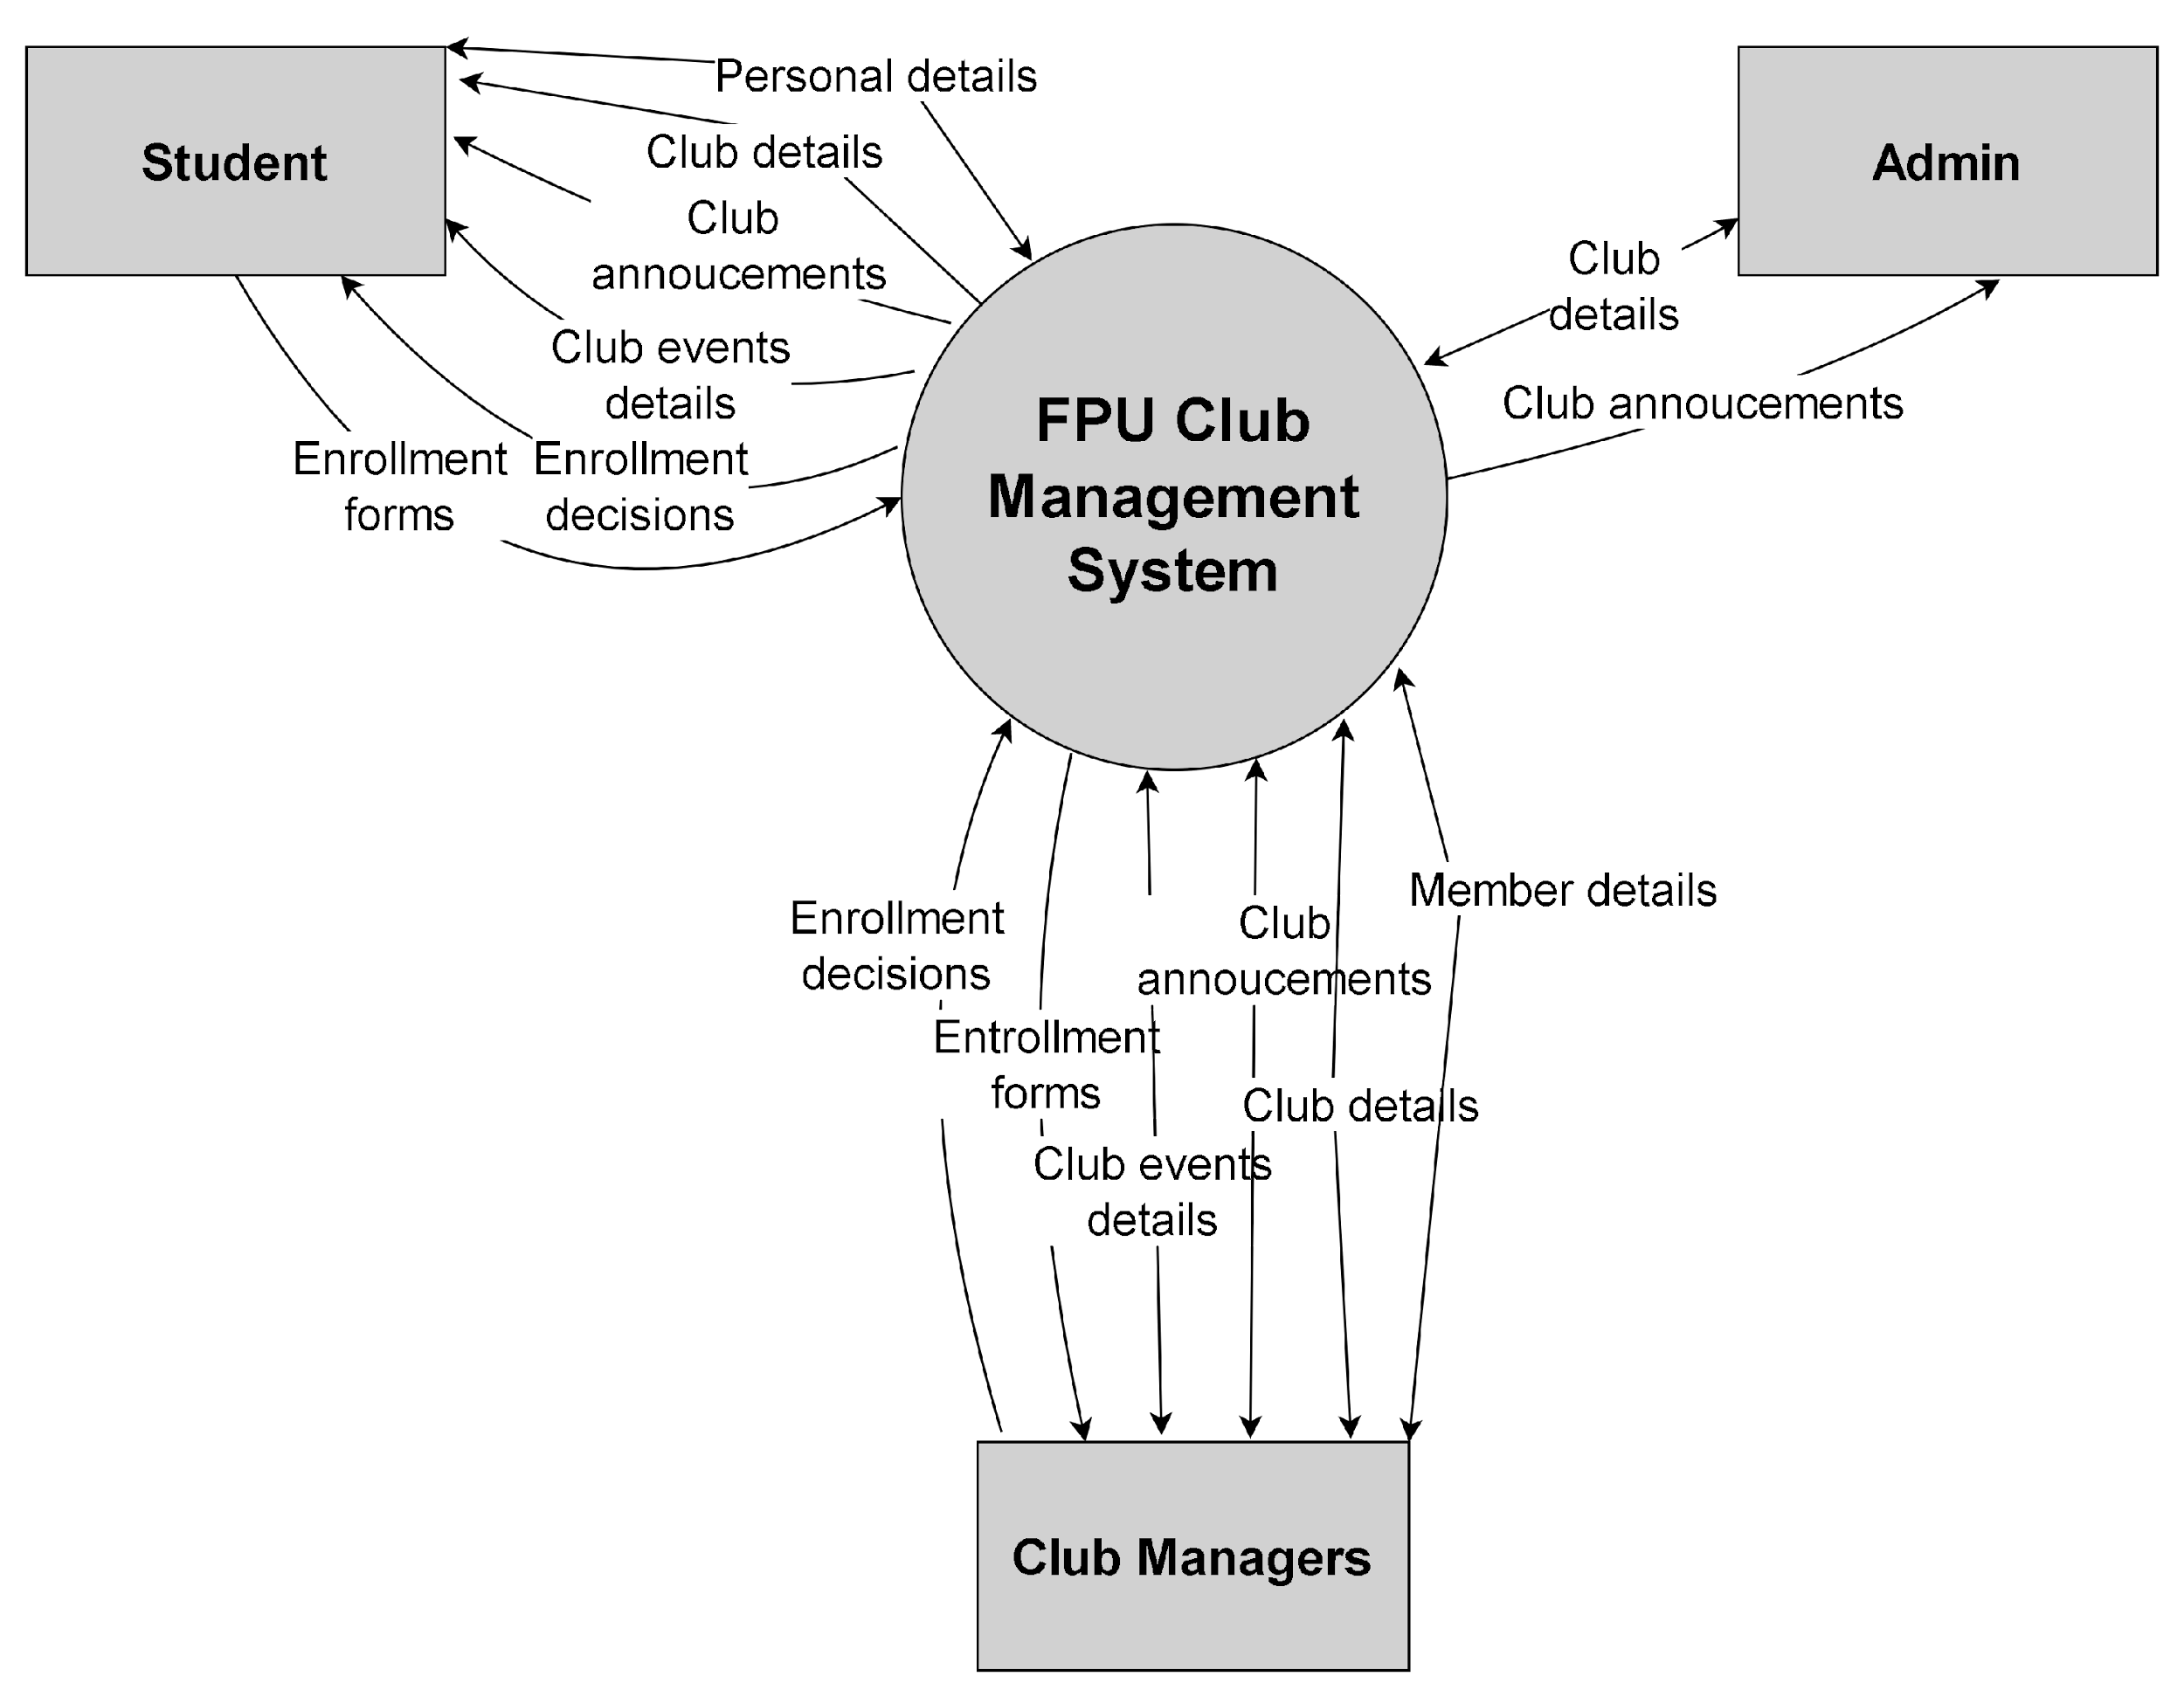 Student
Personal details
Club details
Club
annoucements
Club events
details
Enrollment
forms
Enrollment
decisions
FPU Club
Management
System
Admin
Club
details
Club annoucements
Enrollment
decisions
Entrollment
forms
Club events
details
Club
annoucements
Club details
Member details
Club Managers